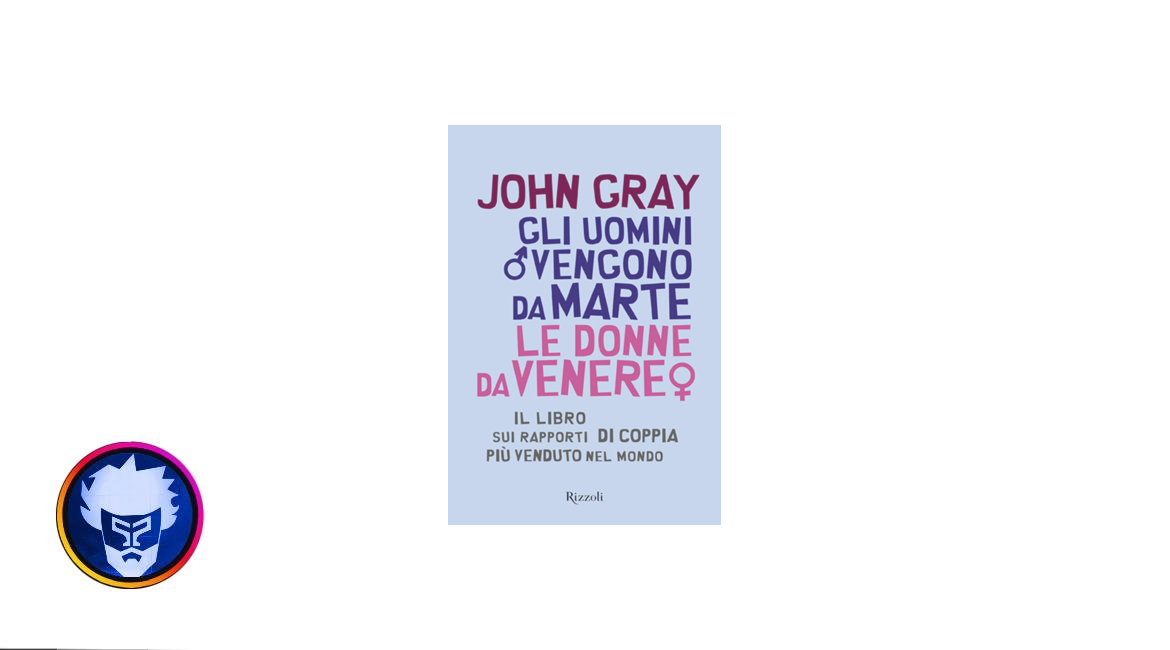 JOHN GRAY
GLI UOMINI
♂VENGONO
DA MARTE
LE DONNE
DA VENERE♀
IL LIBRO
SUI RAPPORTI DI COPPIA
PIÙ VENDUTO NEL MONDO
Rizzoli